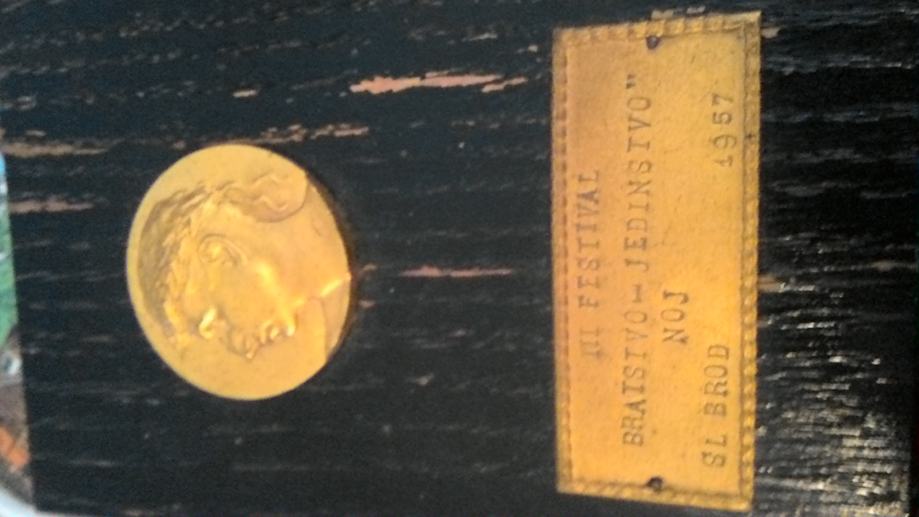 III FESTIVAL
BRATSTVO-I-JEDINSTVO"
NOJ
SL BROD 1957